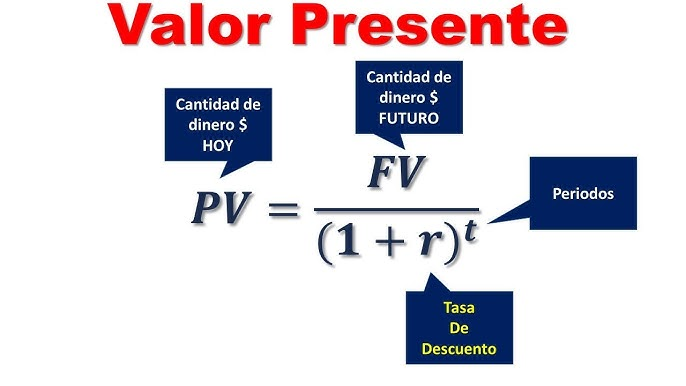 Valor Presente
Cantidad de
dinero $
HOY
Cantidad de
dinero $
FUTURO
PV = FV / (1 + r)^t
Periodos
Tasa
De
Descuento